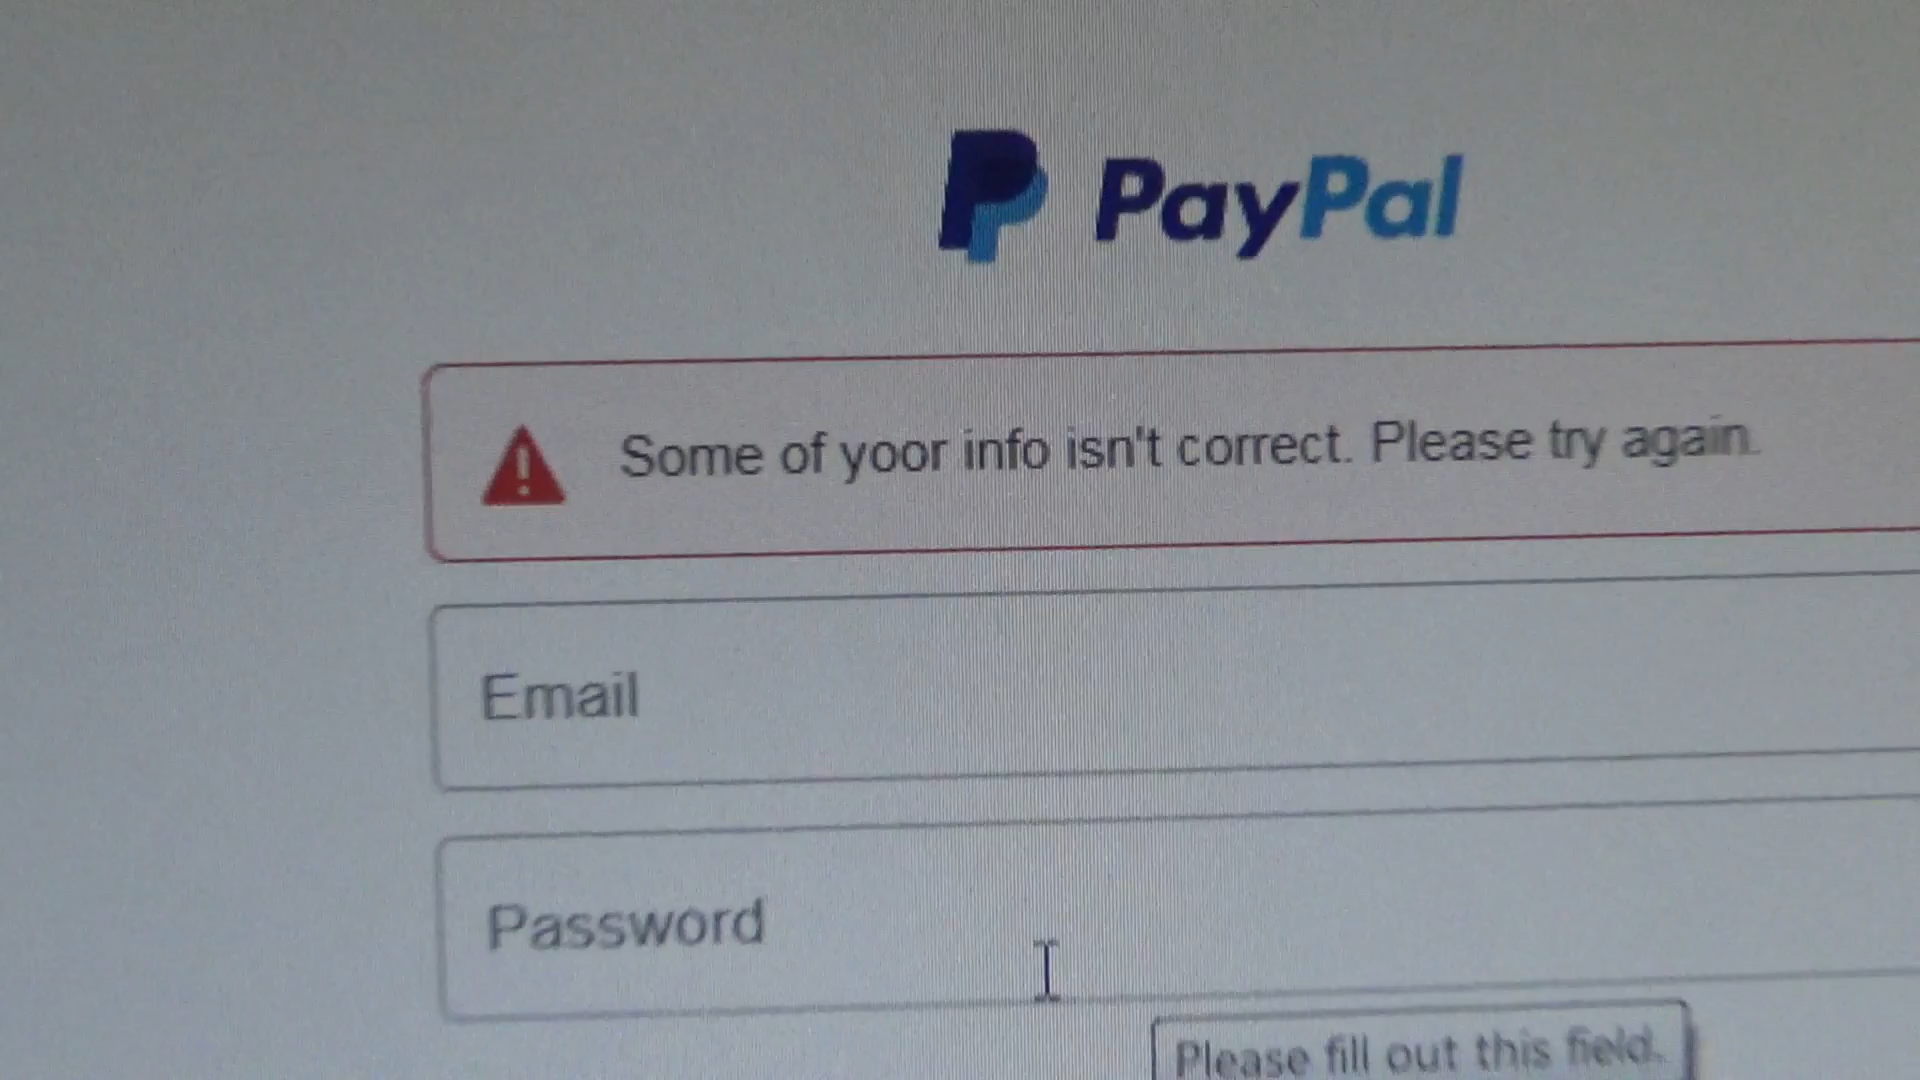 PayPal
Some of yoor info isn't correct. Please try again.
Email
Password
Please fill out this field.